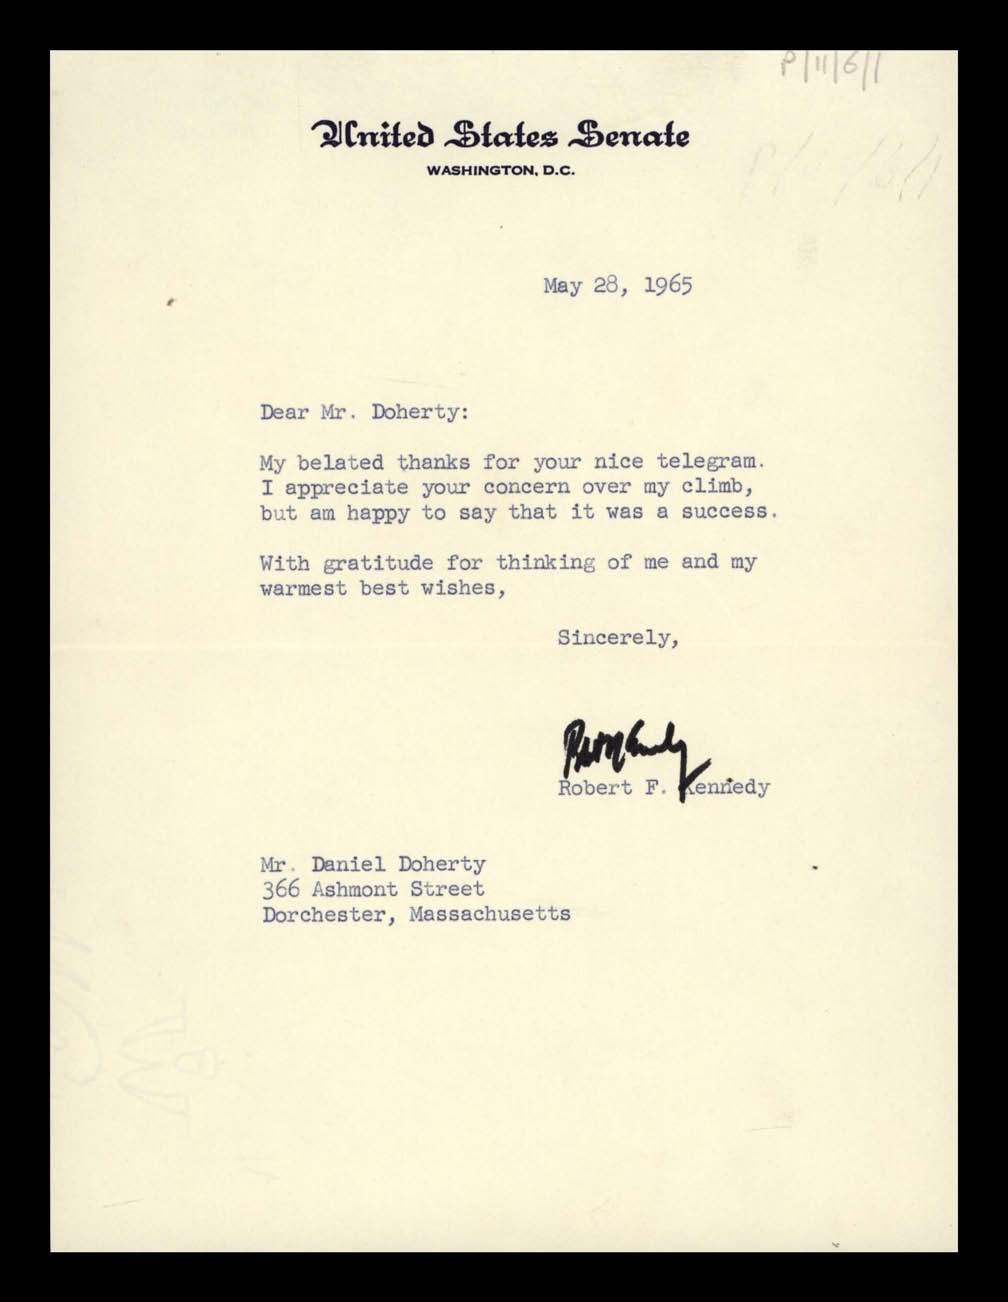 P/11/6/1
United States Senate
WASHINGTON, D.C.
May 28, 1965
Dear Mr. Doherty:
My belated thanks for your nice telegram.
I appreciate your concern over my climb,
but am happy to say that it was a success.
With gratitude for thinking of me and my
warmest best wishes,
Sincerely,
Robert F. Kennedy
Mr. Daniel Doherty
366 Ashmont Street
Dorchester, Massachusetts